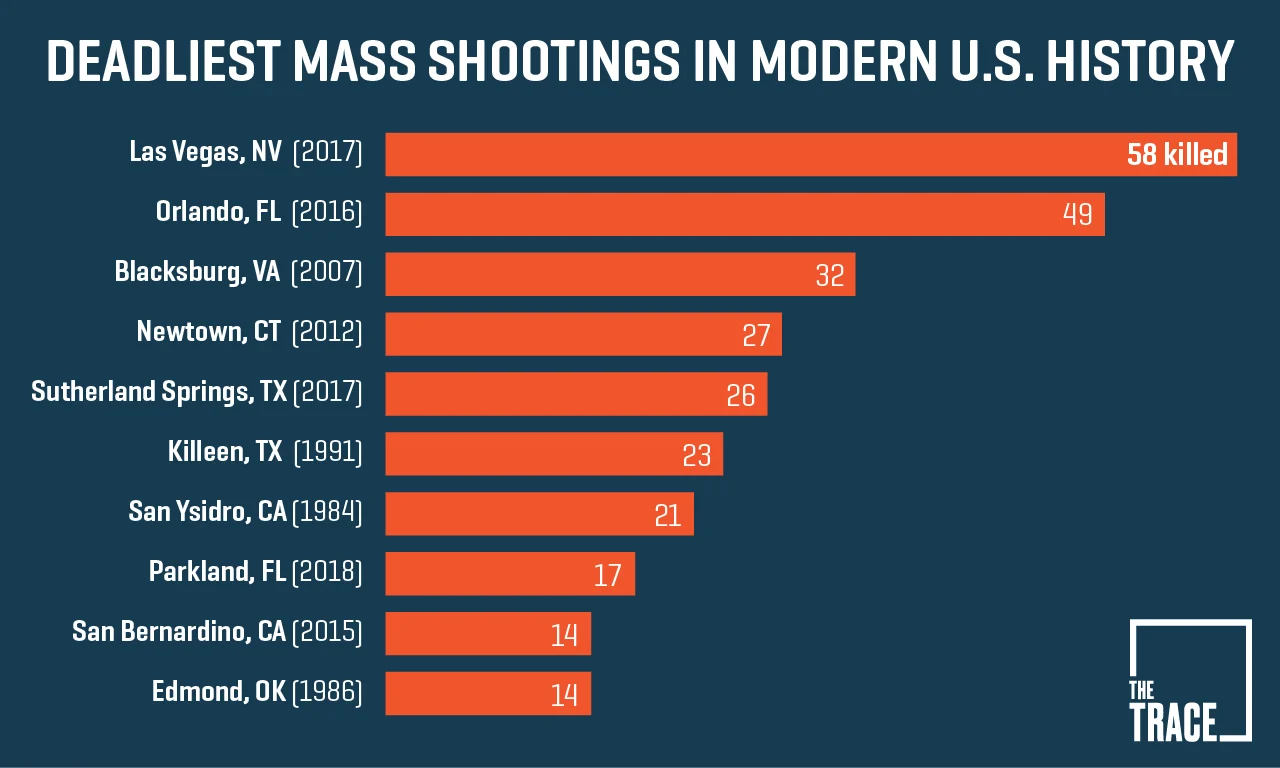 DEADLIEST MASS SHOOTINGS IN MODERN U.S. HISTORY
Las Vegas, NV (2017) 58 killed
Orlando, FL (2016) 49
Blacksburg, VA (2007) 32
Newtown, CT (2012) 27
Sutherland Springs, TX (2017) 26
Killeen, TX (1991) 23
San Ysidro, CA (1984) 21
Parkland, FL (2018) 17
San Bernardino, CA (2015) 14
Edmond, OK (1986) 14
THE
TRACE